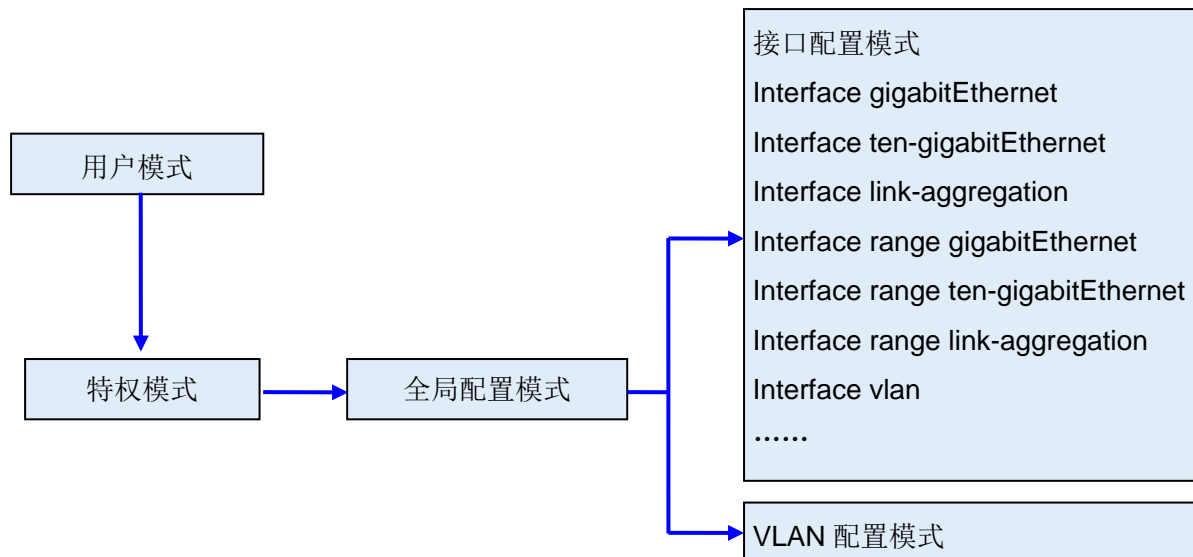 用户模式
特权模式
全局配置模式
接口配置模式
Interface gigabitEthernet
Interface ten-gigabitEthernet
Interface link-aggregation
Interface range gigabitEthernet
Interface range ten-gigabitEthernet
Interface range link-aggregation
Interface vlan
……
VLAN 配置模式